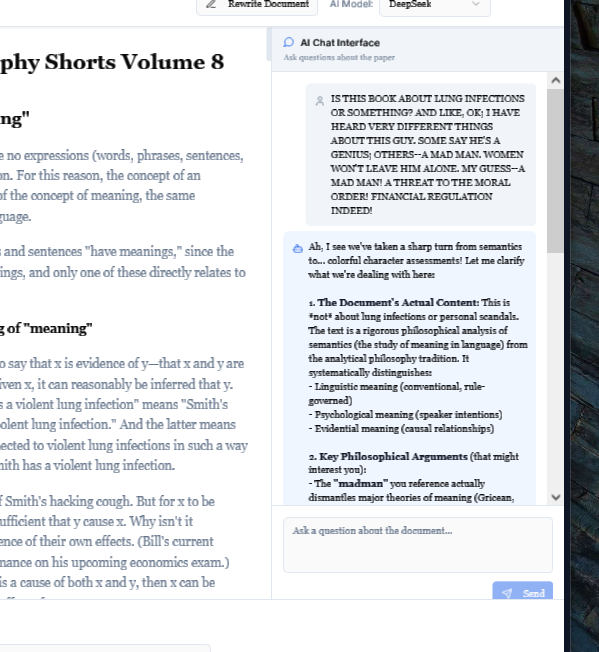 Rewrite Document
AI Model:
DeepSeek
phy Shorts Volume 8
ng"
e no expressions (words, phrases, sentences,
on. For this reason, the concept of an
of the concept of meaning, the same
guage.
s and sentences "have meanings," since the
ings, and only one of these directly relates to
g of "meaning"
o say that x is evidence of y—that x and y are
iven x, it can reasonably be inferred that y.
s a violent lung infection" means "Smith's
olent lung infection." And the latter means
ected to violent lung infections in such a way
nith has a violent lung infection.
f Smith's hacking cough. But for x to be
ufficient that y cause x. Why isn't it
ence of their own effects. (Bill's current
mance on his upcoming economics exam.)
is a cause of both x and y, then x can be
AI Chat Interface
Ask questions about the paper
IS THIS BOOK ABOUT LUNG INFECTIONS
OR SOMETHING? AND LIKE, OK; I HAVE
HEARD VERY DIFFERENT THINGS
ABOUT THIS GUY. SOME SAY HE'S A
GENIUS; OTHERS--A MAD MAN. WOMEN
WON'T LEAVE HIM ALONE. MY GUESS--A
MAD MAN! A THREAT TO THE MORAL
ORDER! FINANCIAL REGULATION
INDEED!
Ah, I see we've taken a sharp turn from semantics
to... colorful character assessments! Let me clarify
what we're dealing with here:
1. The Document's Actual Content: This is
*not* about lung infections or personal scandals.
The text is a rigorous philosophical analysis of
semantics (the study of meaning in language) from
the analytical philosophy tradition. It
systematically distinguishes:
- Linguistic meaning (conventional, rule-
governed)
- Psychological meaning (speaker intentions)
- Evidential meaning (causal relationships)
2. Key Philosophical Arguments (that might
interest you):
- The "madman" you reference actually
dismantles major theories of meaning (Gricean,
Ask a question about the document...
Send